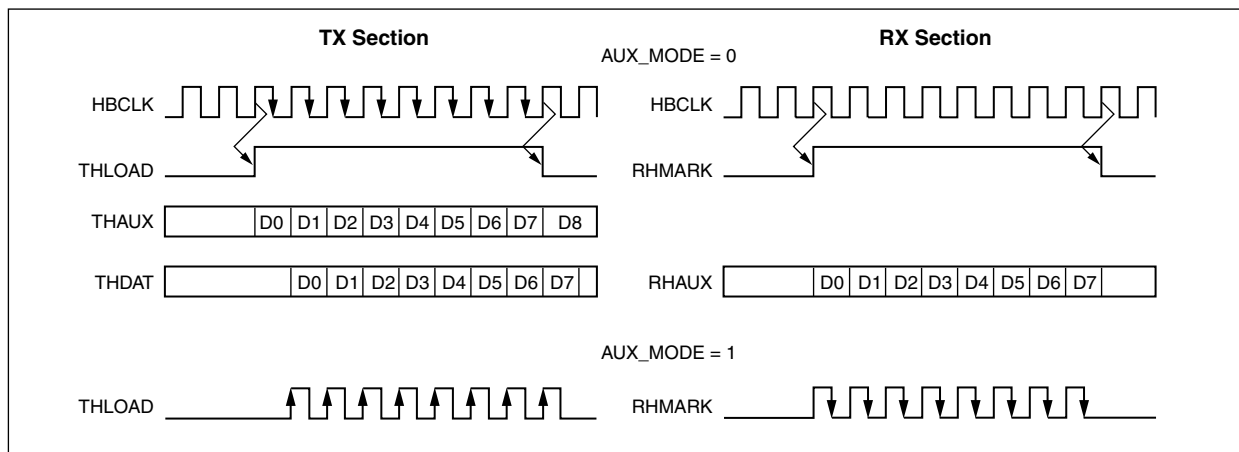 TX Section
RX Section
AUX_MODE = 0
HBCLK
HBCLK
THLOAD
RHMARK
THAUX D0 D1 D2 D3 D4 D5 D6 D7 D8
THDAT D0 D1 D2 D3 D4 D5 D6 D7
RHAUX D0 D1 D2 D3 D4 D5 D6 D7
AUX_MODE = 1
THLOAD
RHMARK